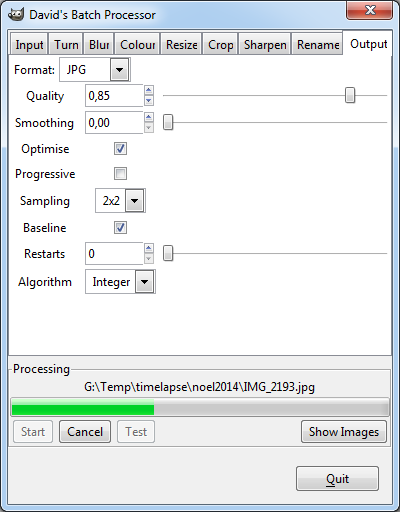 David's Batch Processor
Input Turn Blur Colour Resize Crop Sharpen Rename Output
Format: JPG
Quality 0,85
Smoothing 0,00
Optimise
Progressive
Sampling 2x2
Baseline
Restarts 0
Algorithm Integer
Processing
G:\Temp\timelapse\noel2014\IMG_2193.jpg
Start Cancel Test Show Images
Quit